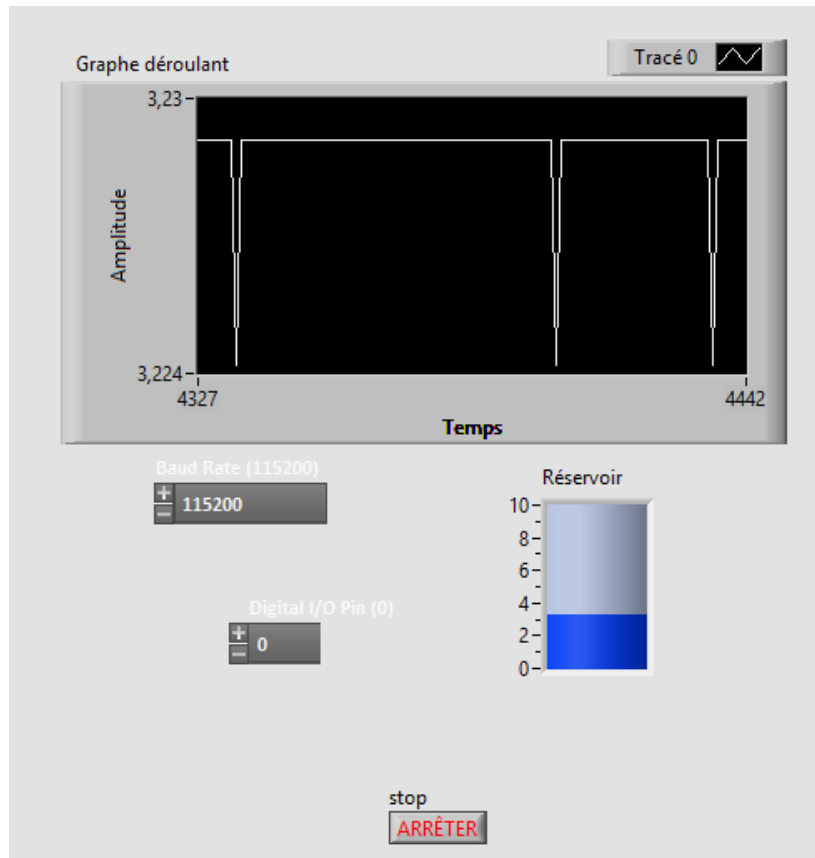 Graphe déroulant
Tracé 0
3,23
Amplitude
3,224
4327
4442
Temps
Baud Rate (115200)
115200
Réservoir
10
8
6
4
2
0
Digital I/O Pin (0)
0
stop
ARRÊTER